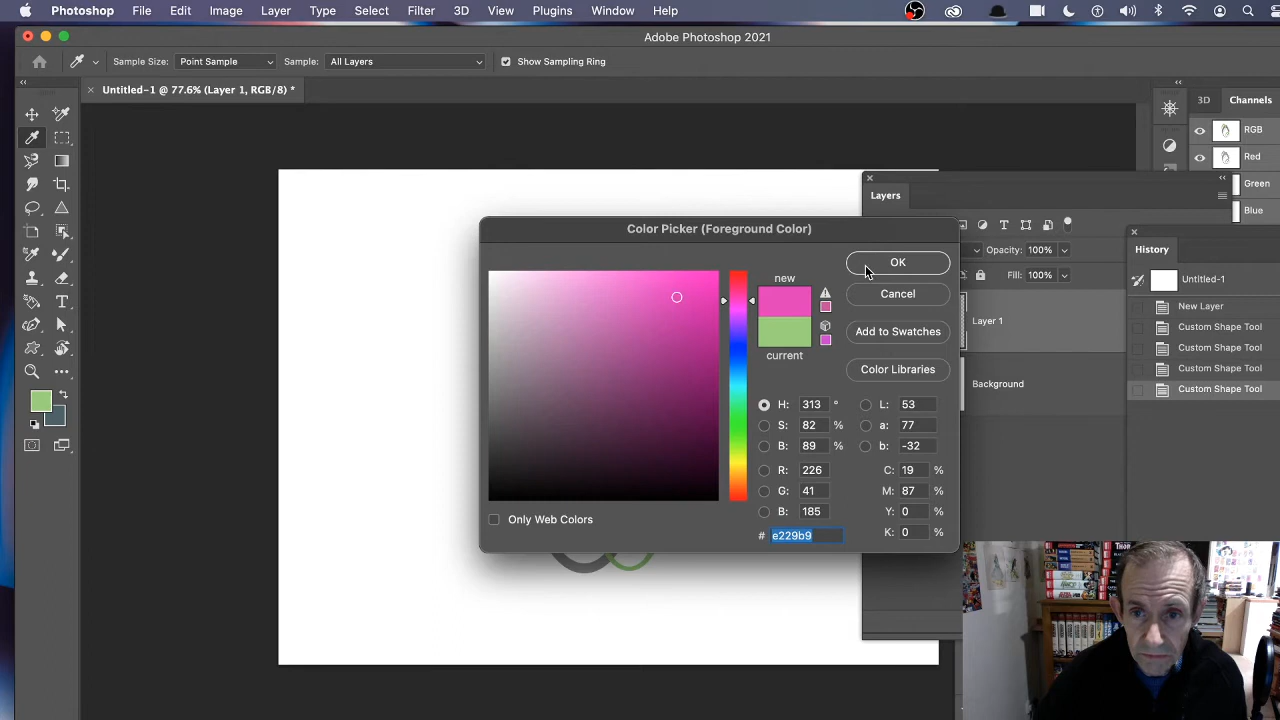 Photoshop File Edit Image Layer Type Select Filter 3D View Plugins Window Help
Adobe Photoshop 2021
Sample Size: Point Sample Sample: All Layers Show Sampling Ring
Untitled-1 @ 77.6% (Layer 1, RGB/8) *
3D Channels
RGB
Red
Green
Blue
Layers
Opacity: 100%
Fill: 100%
Layer 1
Background
History
Untitled-1
New Layer
Custom Shape Tool
Custom Shape Tool
Custom Shape Tool
Custom Shape Tool
Color Picker (Foreground Color)
new
current
OK
Cancel
Add to Swatches
Color Libraries
H: 313 ° L: 53
S: 82 % a: 77
B: 89 % b: -32
R: 226 C: 19 %
G: 41 M: 87 %
B: 185 Y: 0 %
# e229b9 K: 0 %
Only Web Colors